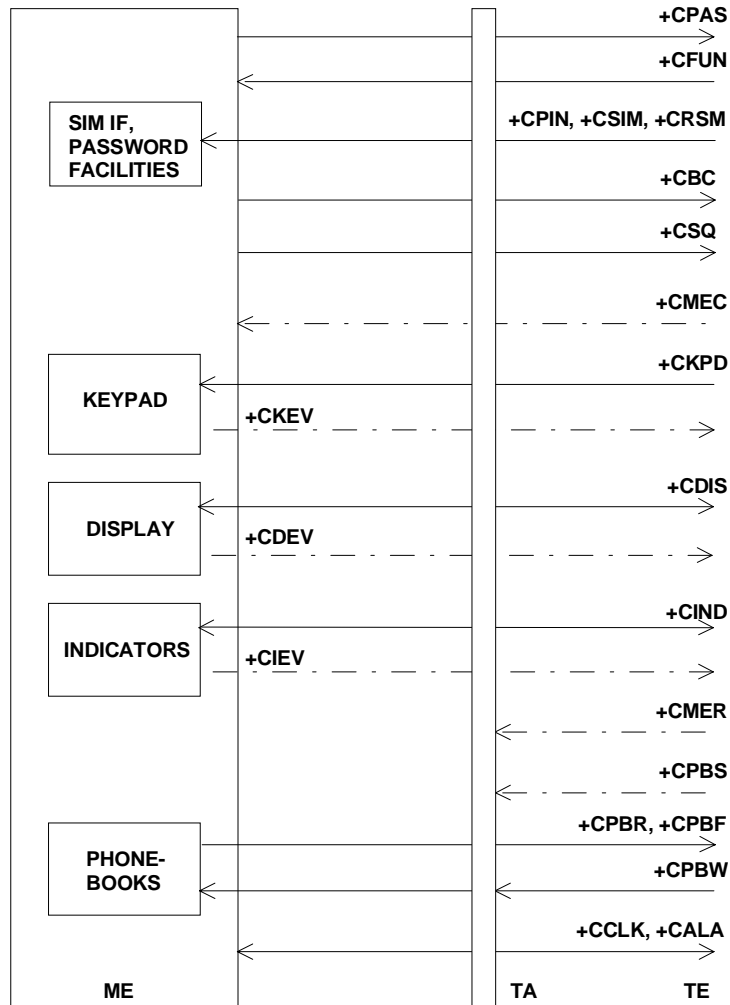 +CPAS
+CFUN
SIM IF,
PASSWORD
FACILITIES
+CPIN, +CSIM, +CRSM
+CBC
+CSQ
+CMEC
+CKPD
KEYPAD
+CKEV
+CDIS
DISPLAY
+CDEV
+CIND
INDICATORS
+CIEV
+CMER
+CPBS
+CPBR, +CPBF
PHONE-
BOOKS
+CPBW
+CCLK, +CALA
ME TA TE